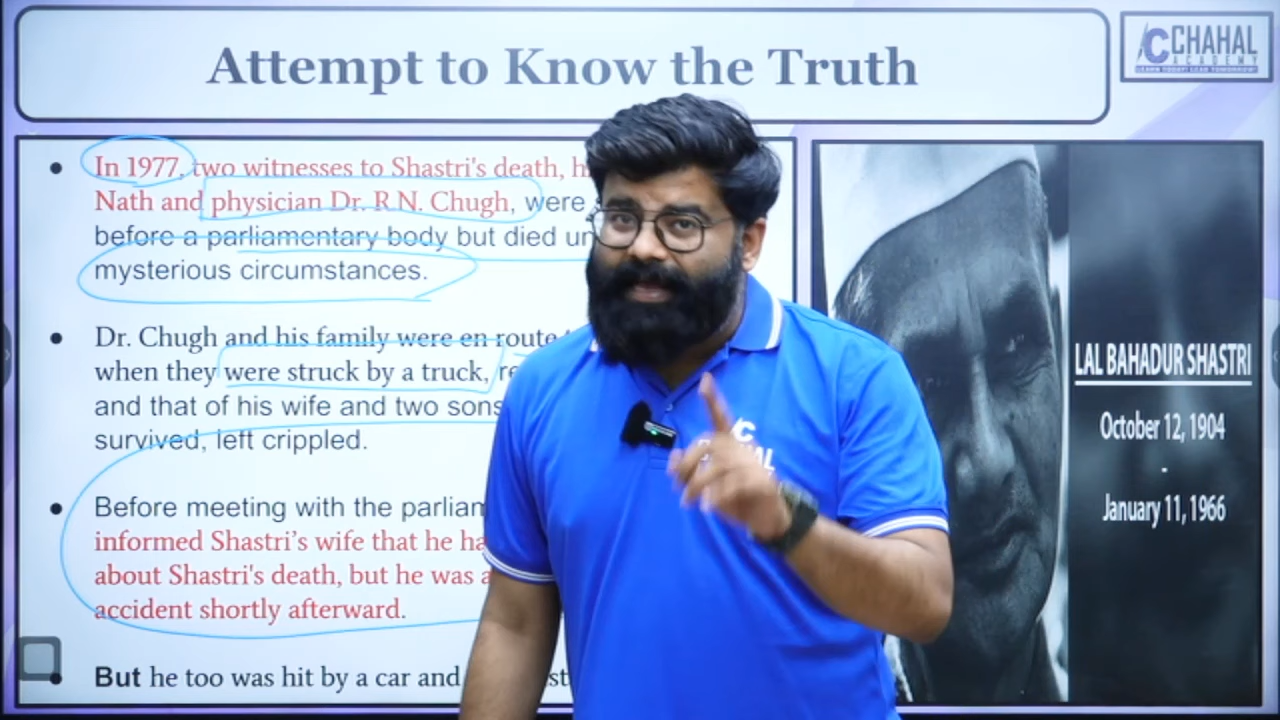 Attempt to Know the Truth
CHAHAL
ACADEMY
LEARN TODAY! LEAD TOMORROW!
In 1977, two witnesses to Shastri's death, h
Nath and physician Dr. R N. Chugh, were
before a parliamentary body but died un
mysterious circumstances.
Dr. Chugh and his family were en route
when they were struck by a truck, re
and that of his wife and two sons
survived, left crippled.
Before meeting with the parliam
informed Shastri’s wife that he ha
about Shastri's death, but he was a
accident shortly afterward.
But he too was hit by a car and
LAL BAHADUR SHASTRI
October 12, 1904
-
January 11, 1966